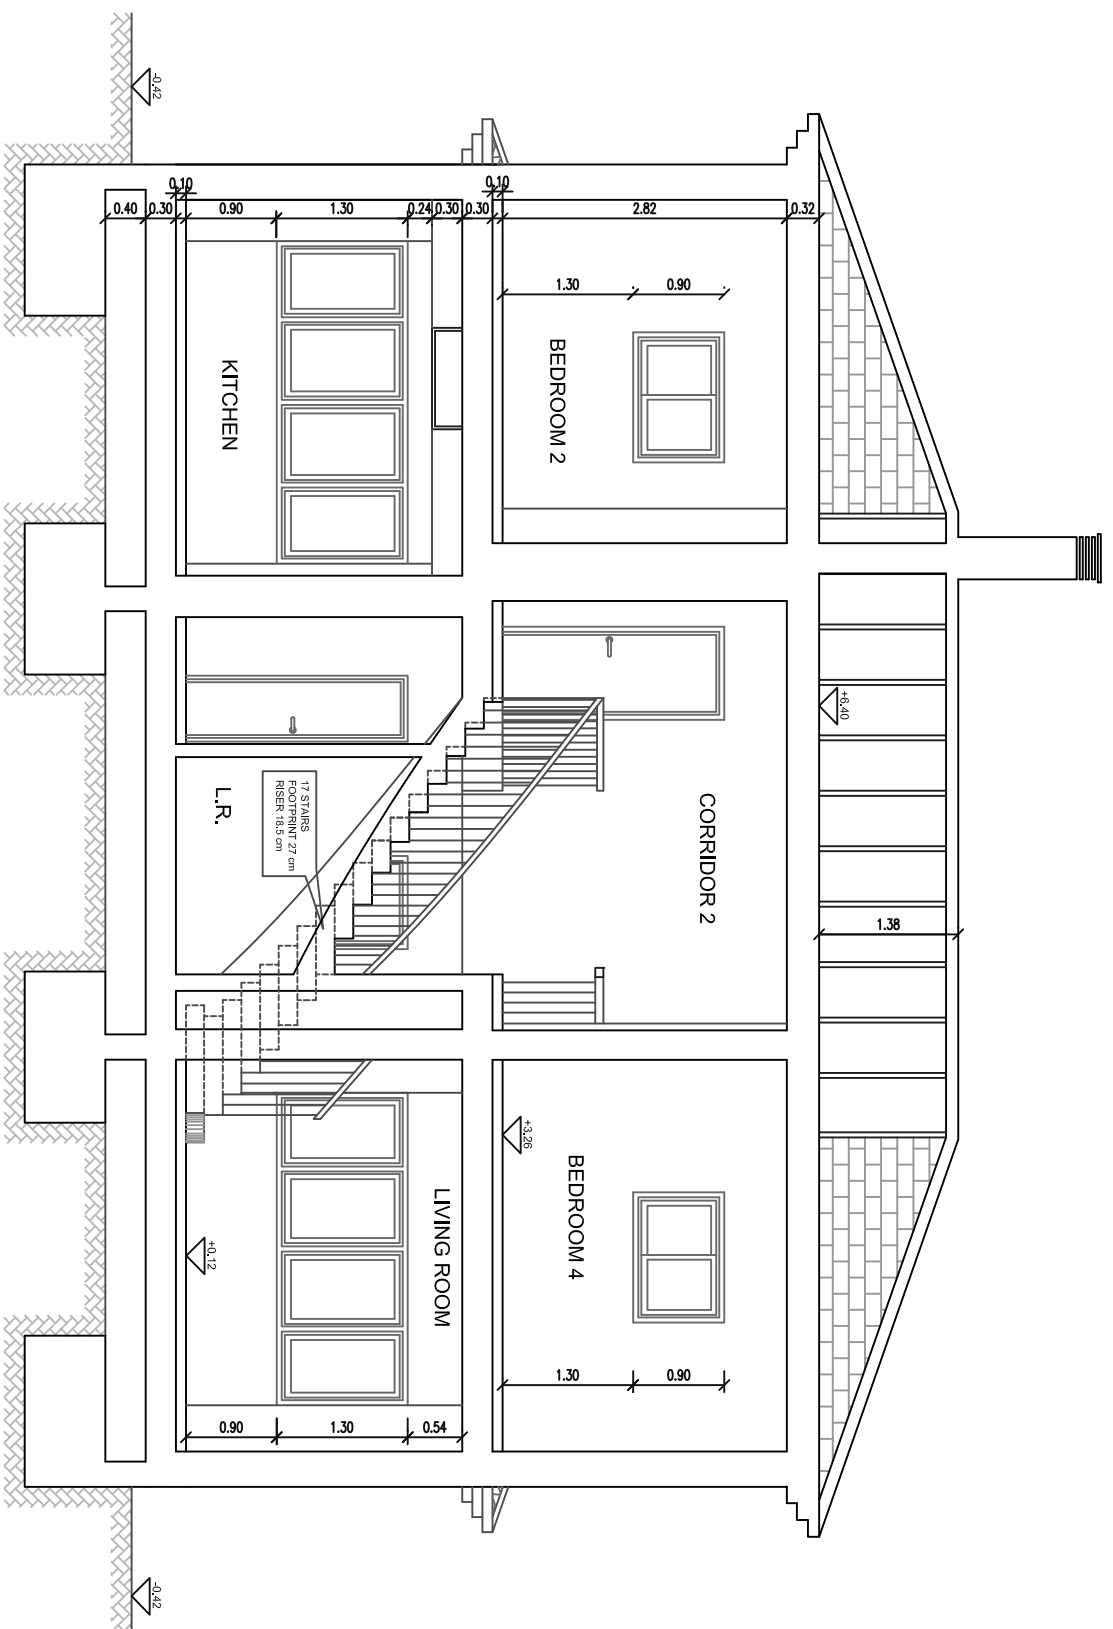 1.38
+6.40
0.32
CORRIDOR 2
2.82
0.90
0.90
1.30
1.30
BEDROOM 2
BEDROOM 4
+3.26
0.10
0.30
0.30
0.24
LIVING ROOM
0.54
1.30
1.30
17 STAIRS
FOOTPRINT 27 cm
RISER 18.5 cm
KITCHEN
L.R.
0.90
0.90
+0.12
0.10
0.30
0.40
-0.42
-0.42